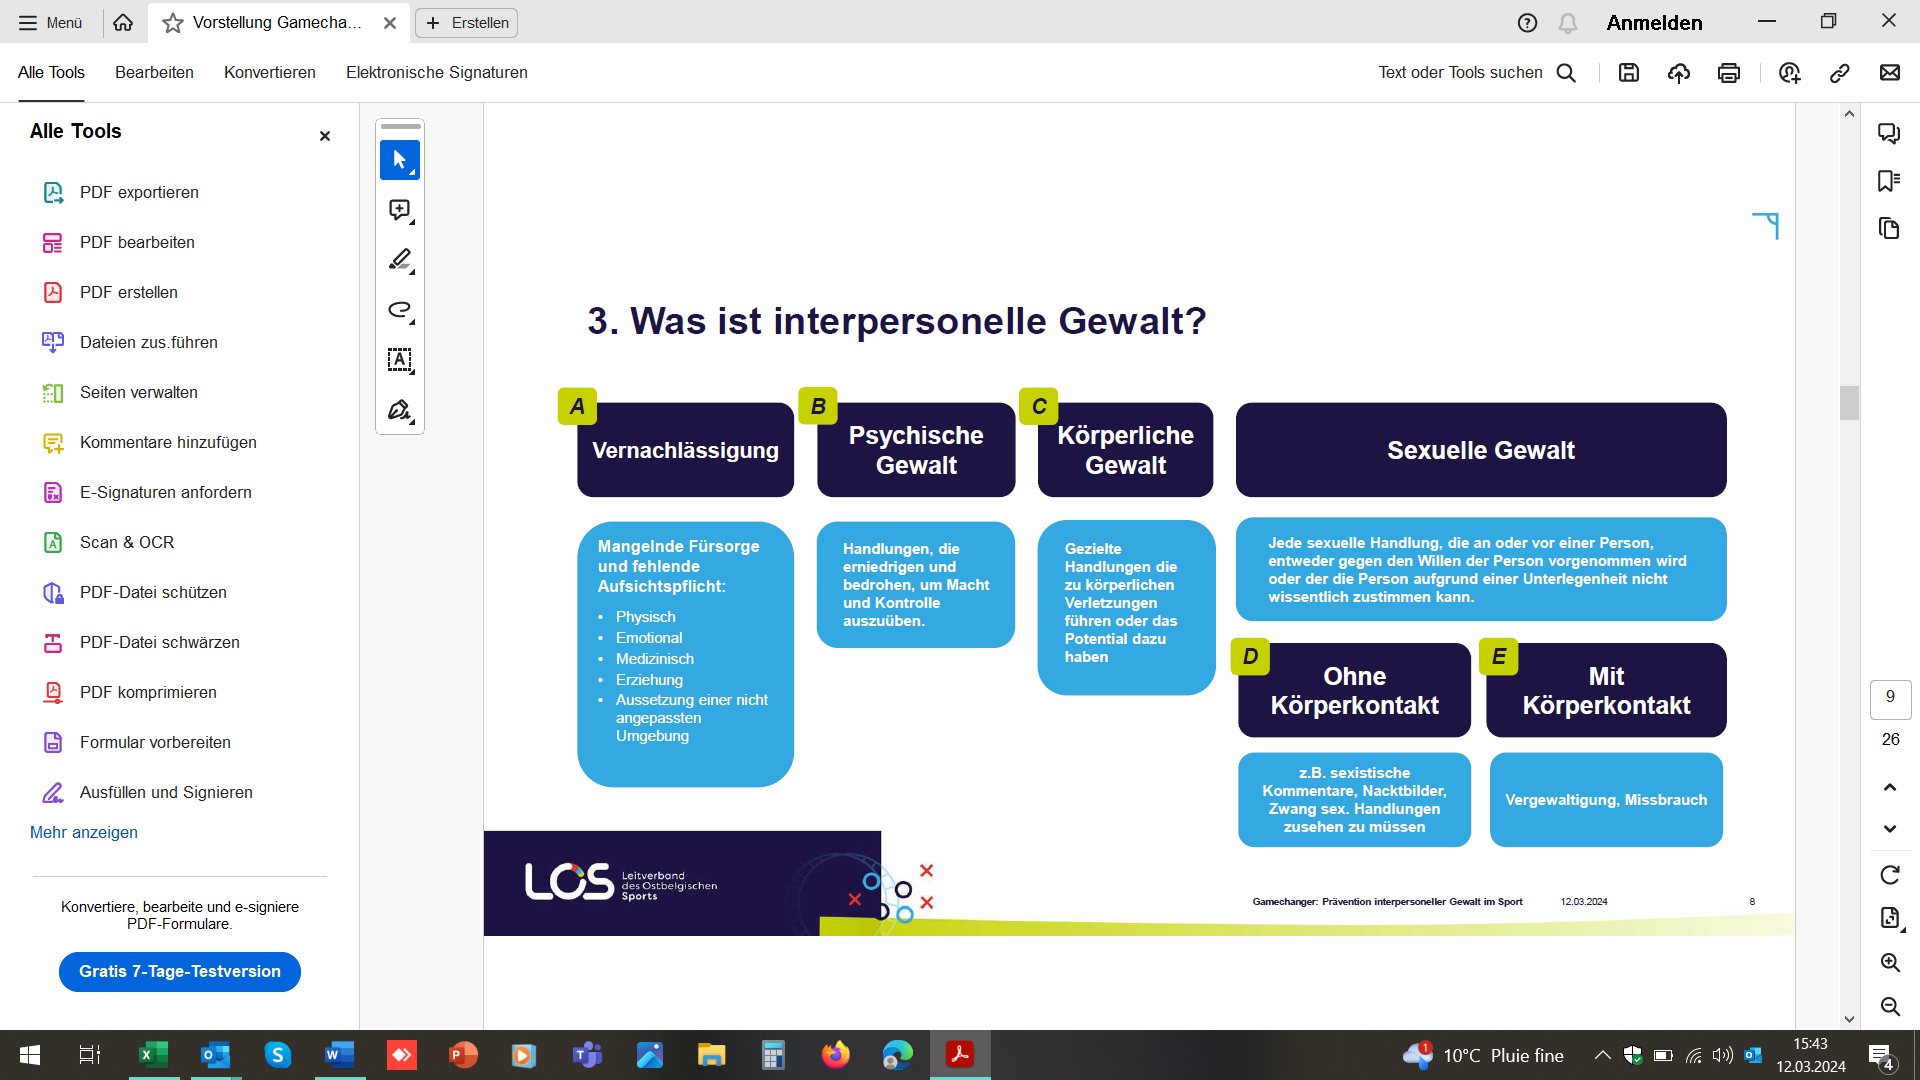 Menü
Vorstellung Gamecha...
Erstellen
Anmelden
Alle Tools
Bearbeiten
Konvertieren
Elektronische Signaturen
Text oder Tools suchen
Alle Tools
PDF exportieren
PDF bearbeiten
PDF erstellen
Dateien zus.führen
Seiten verwalten
Kommentare hinzufügen
E-Signaturen anfordern
Scan & OCR
PDF-Datei schützen
PDF-Datei schwärzen
PDF komprimieren
Formular vorbereiten
Ausfüllen und Signieren
Mehr anzeigen
Konvertiere, bearbeite und e-signiere
PDF-Formulare.
Gratis 7-Tage-Testversion
3. Was ist interpersonelle Gewalt?
A
Vernachlässigung
Mangelnde Fürsorge
und fehlende
Aufsichtspflicht:
• Physisch
• Emotional
• Medizinisch
• Erziehung
• Aussetzung einer nicht
angepassten
Umgebung
B
Psychische
Gewalt
Handlungen, die
erniedrigen und
bedrohen, um Macht
und Kontrolle
auszuüben.
C
Körperliche
Gewalt
Gezielte
Handlungen die
zu körperlichen
Verletzungen
führen oder das
Potential dazu
haben
Sexuelle Gewalt
Jede sexuelle Handlung, die an oder vor einer Person,
entweder gegen den Willen der Person vorgenommen wird
oder der die Person aufgrund einer Unterlegenheit nicht
wissentlich zustimmen kann.
D
Ohne
Körperkontakt
z.B. sexistische
Kommentare, Nacktbilder,
Zwang sex. Handlungen
zusehen zu müssen
E
Mit
Körperkontakt
Vergewaltigung, Missbrauch
LOS
Leitverband
des Ostbelgischen
Sports
Gamechanger: Prävention interpersoneller Gewalt im Sport
12.03.2024
8
9
26
1
10°C Pluie fine
15:43
12.03.2024
4